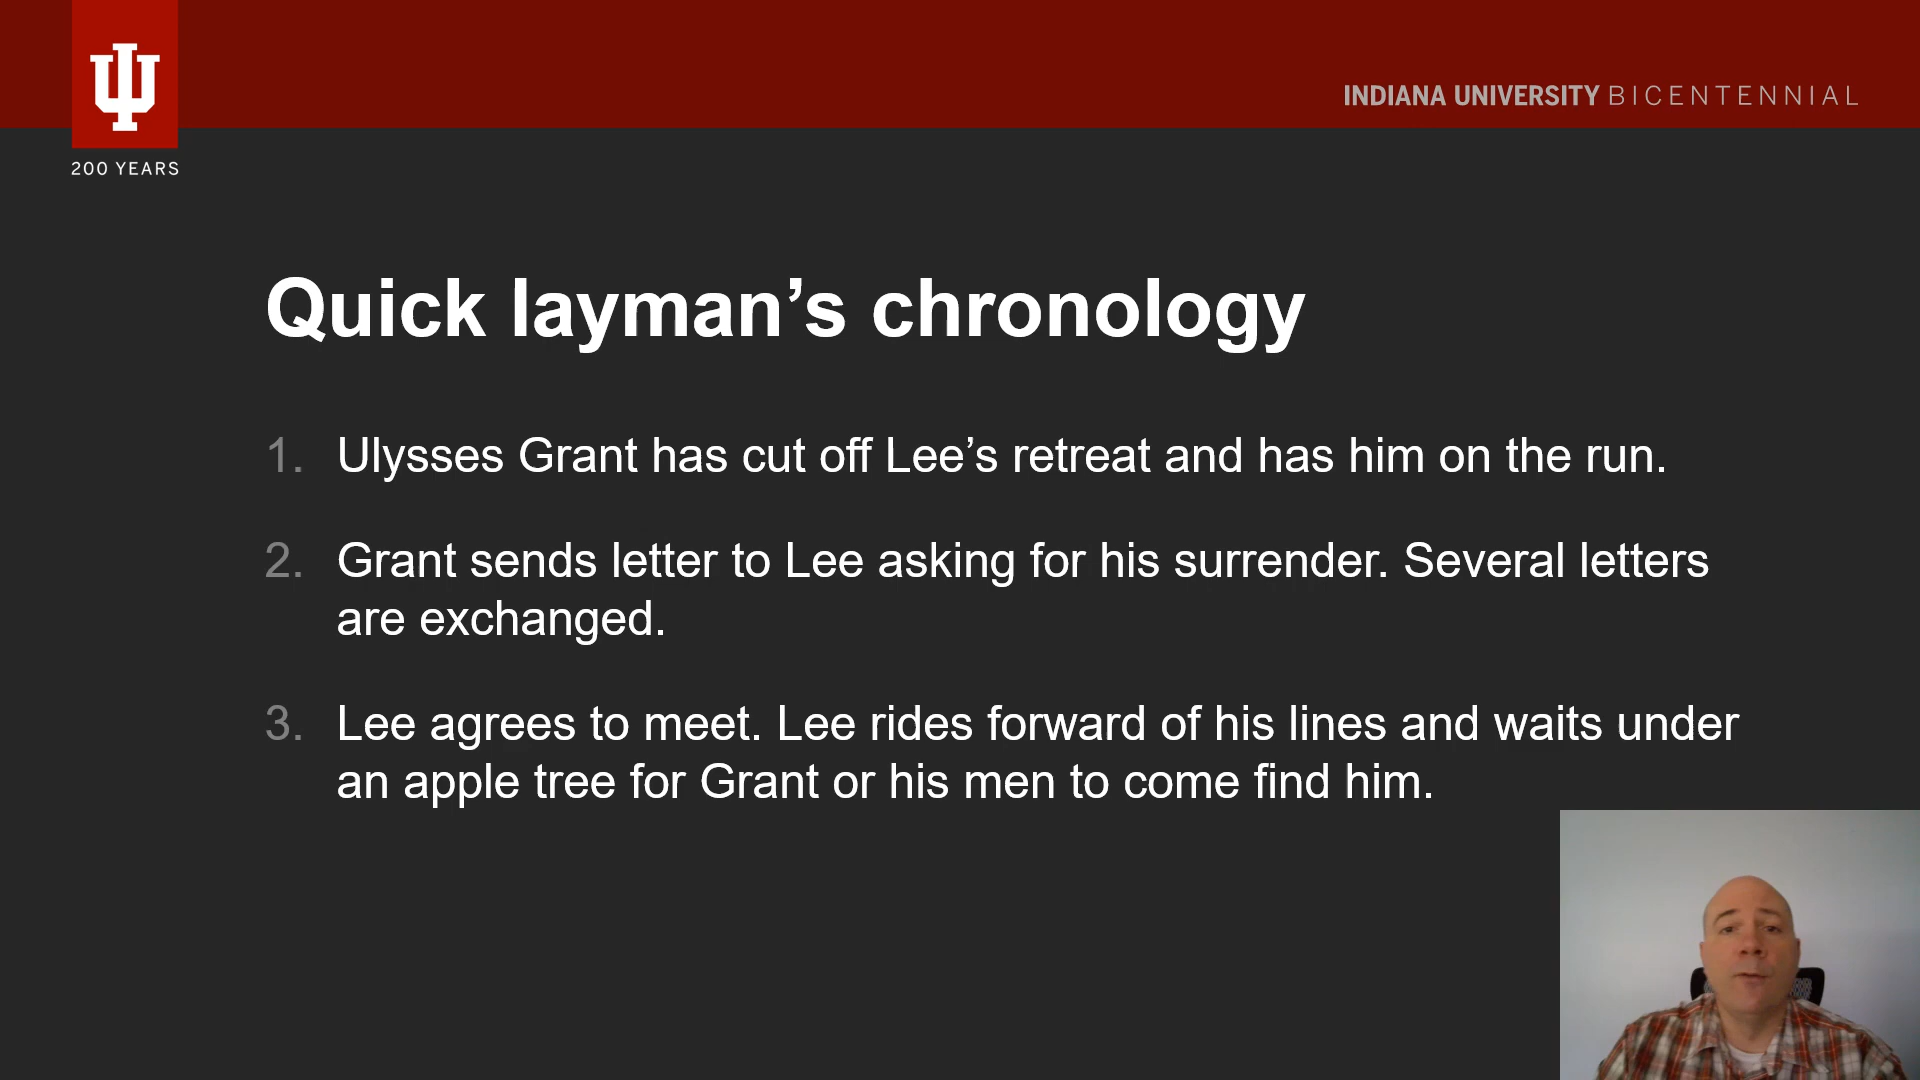 INDIANA UNIVERSITY BICENTENNIAL
200 YEARS
Quick layman’s chronology
1. Ulysses Grant has cut off Lee’s retreat and has him on the run.
2. Grant sends letter to Lee asking for his surrender. Several letters
are exchanged.
3. Lee agrees to meet. Lee rides forward of his lines and waits under
an apple tree for Grant or his men to come find him.